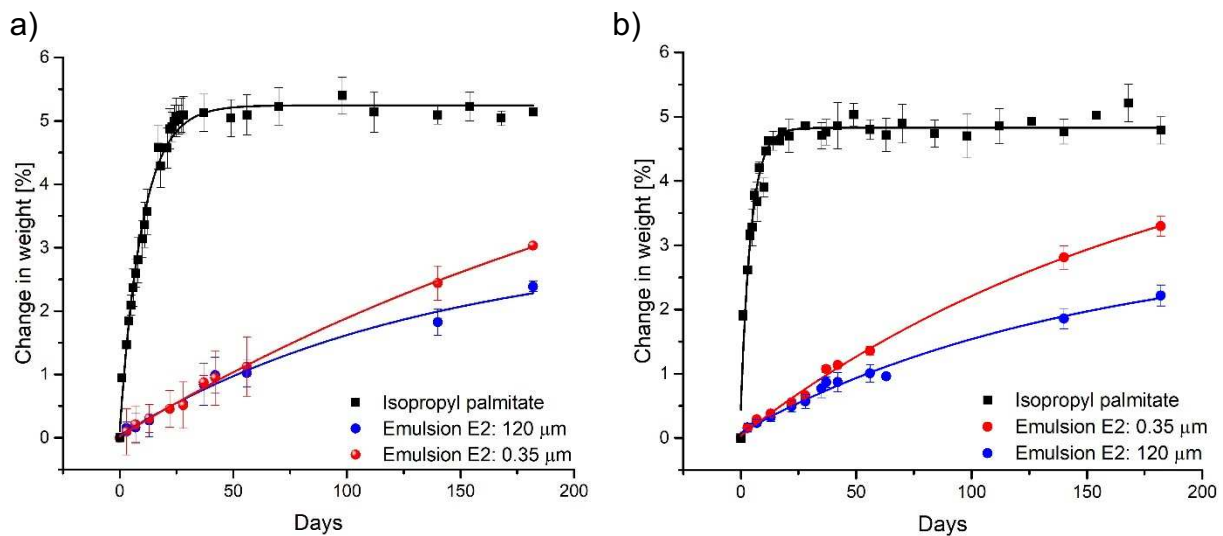 a)
Change in weight [%]
6
5
4
3
2
1
0
Isopropyl palmitate
Emulsion E2: 120 μm
Emulsion E2: 0.35 μm
0
50
100
150
200
Days
b)
Change in weight [%]
6
5
4
3
2
1
0
Isopropyl palmitate
Emulsion E2: 0.35 μm
Emulsion E2: 120 μm
0
50
100
150
200
Days